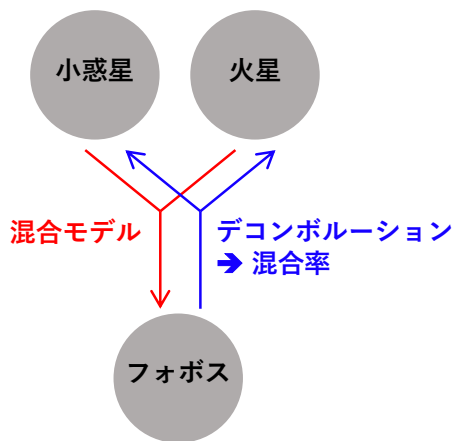 小惑星
火星
混合モデル
デコンボルーション
➔ 混合率
フォボス